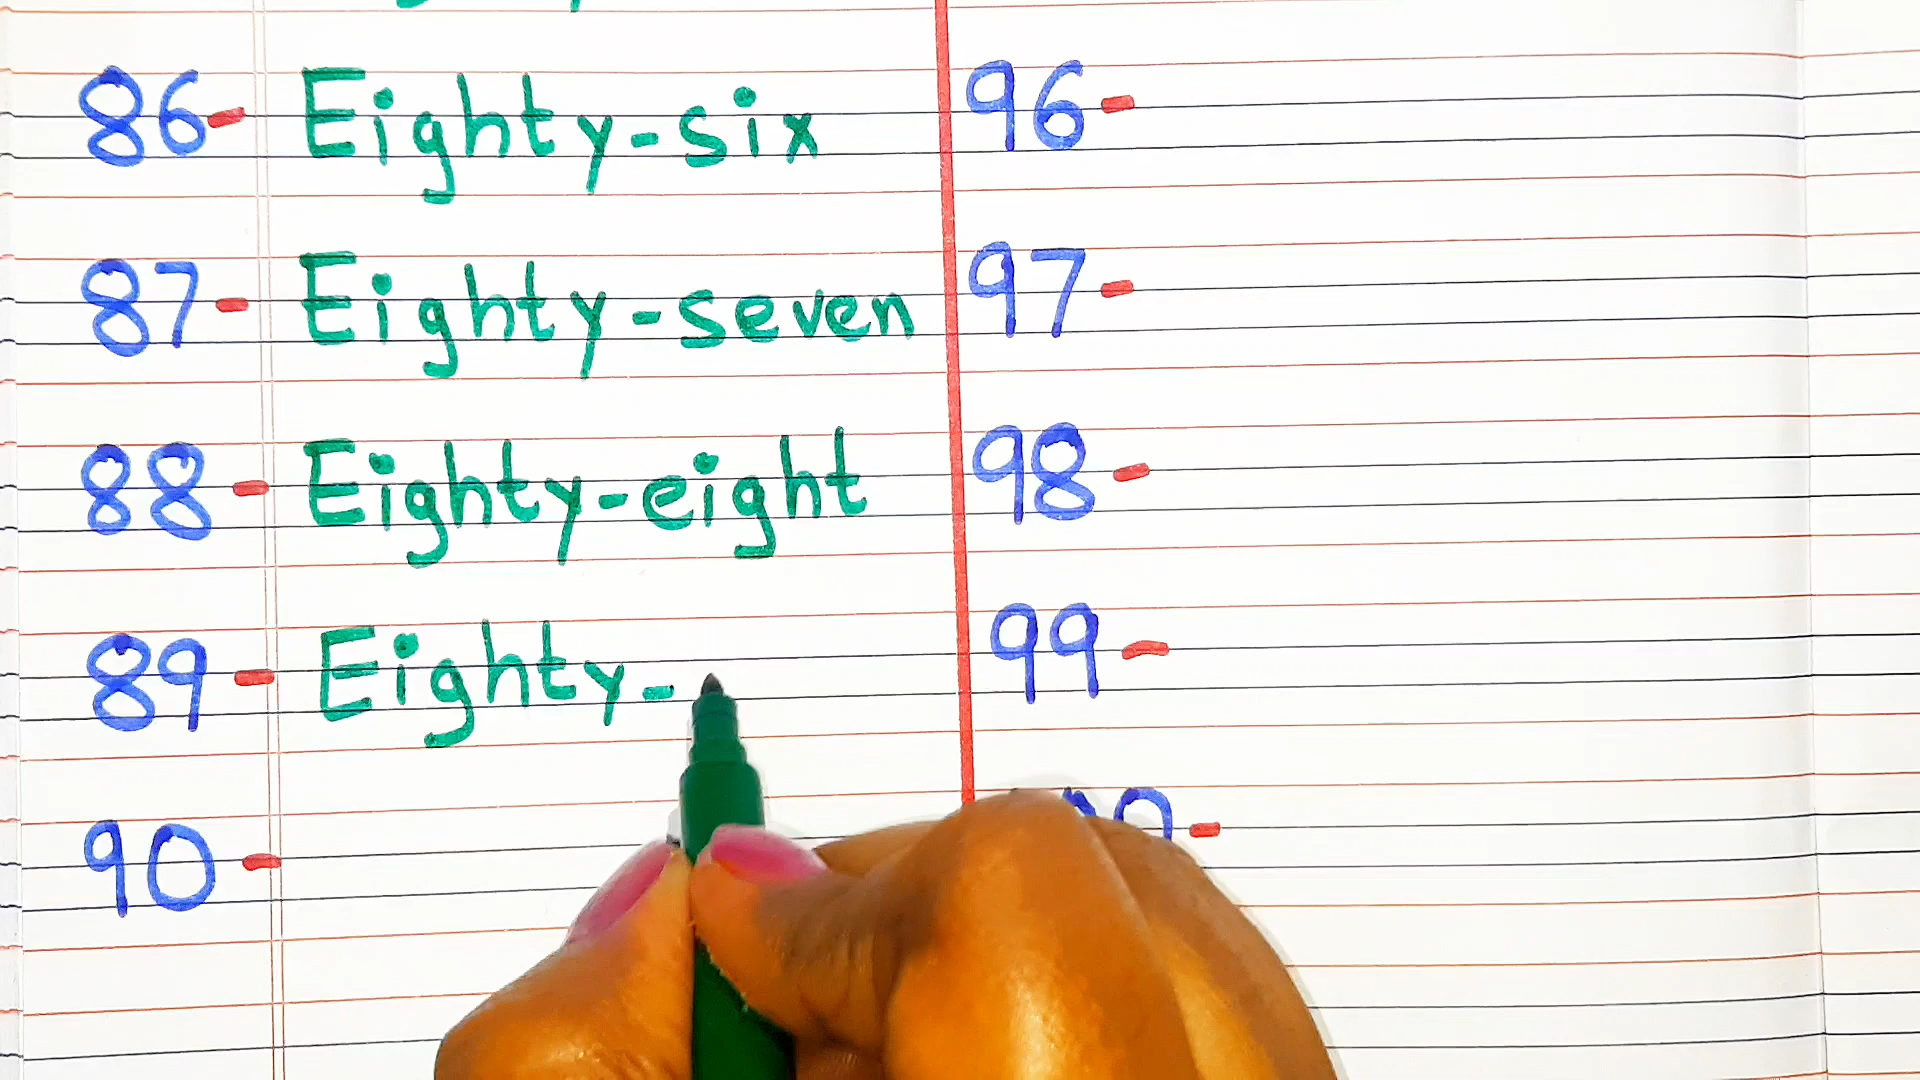 86- Eighty-six
87- Eighty-seven
88- Eighty-eight
89- Eighty-
90-
96-
97-
98-
99-